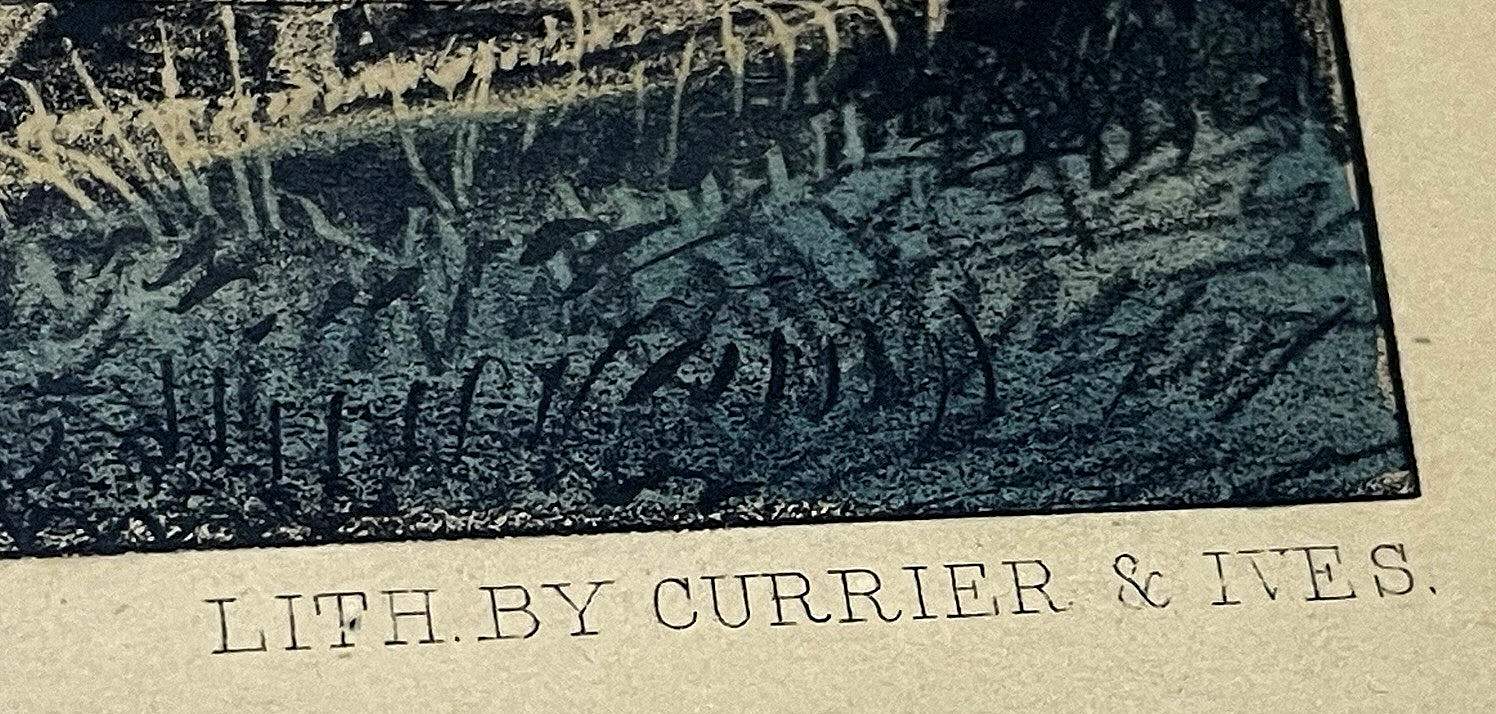 LITH. BY CURRIER & IVES.